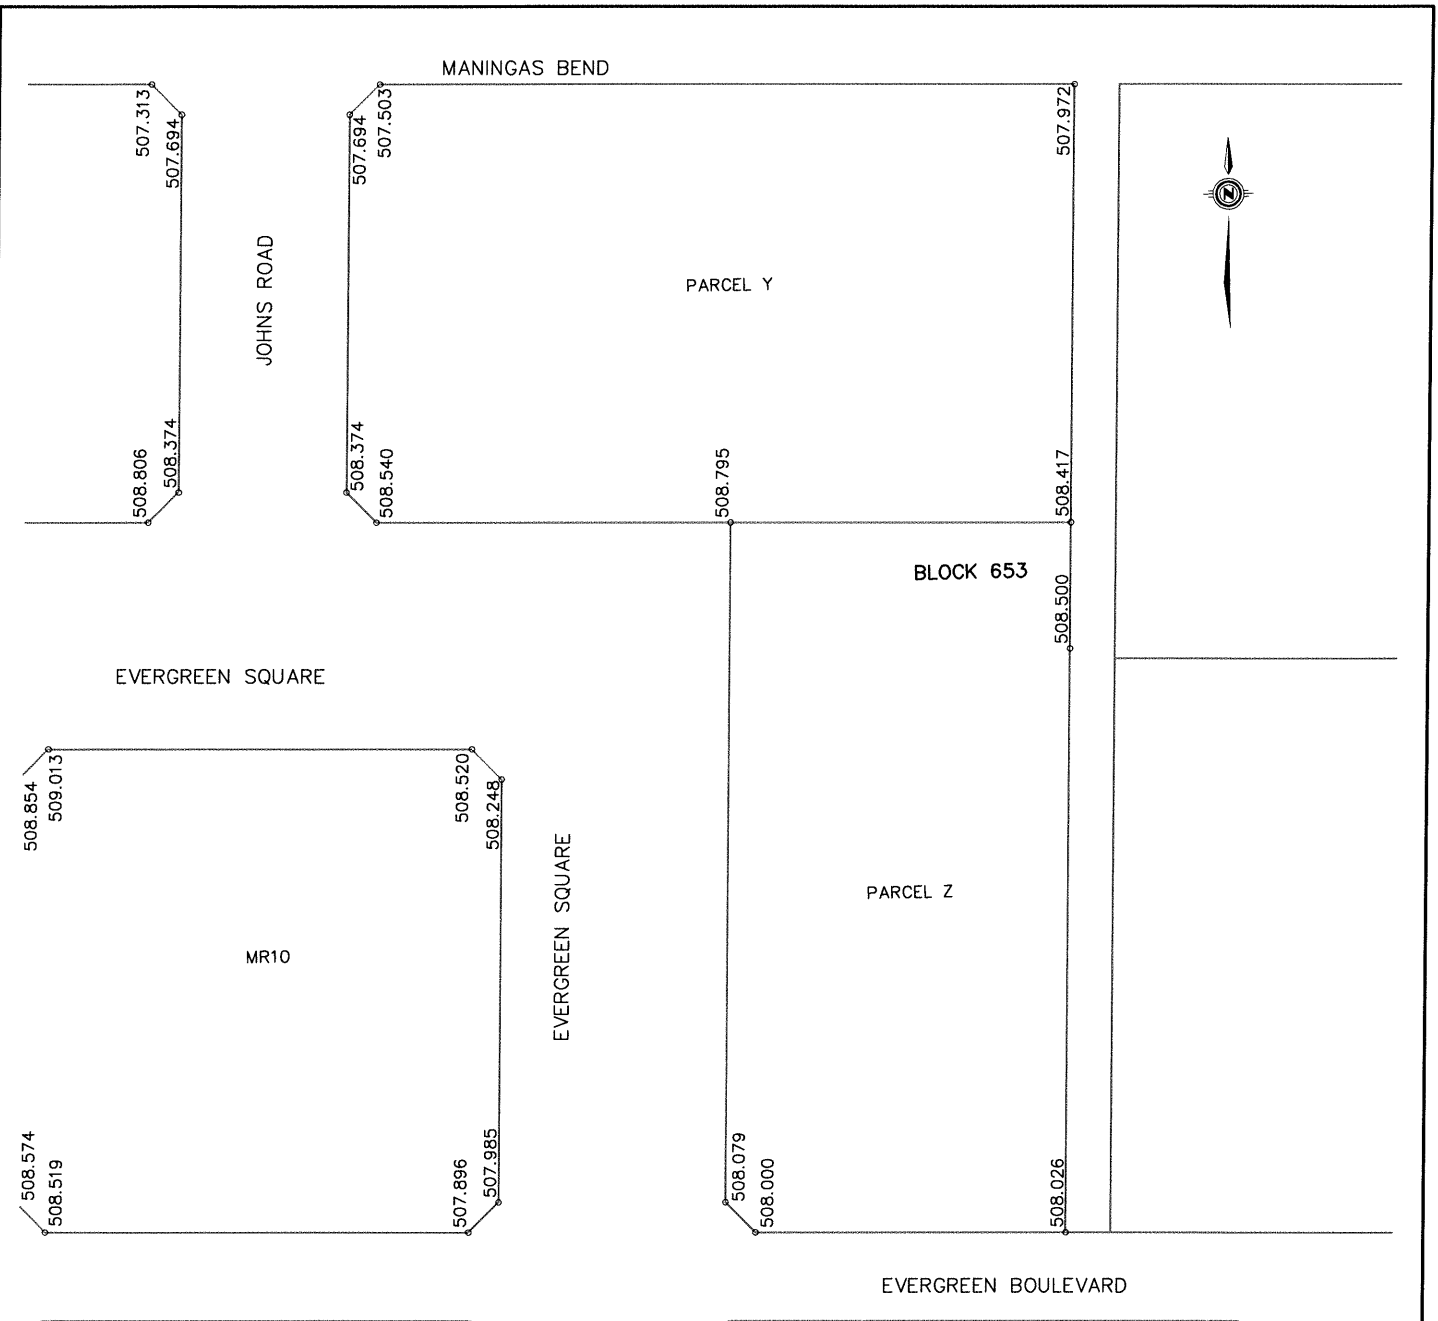 MANINGAS BEND
507.313
507.694
507.694
507.503
507.972
N
JOHNS ROAD
PARCEL Y
508.806
508.374
508.374
508.540
508.795
508.417
BLOCK 653
508.500
EVERGREEN SQUARE
508.854
509.013
508.520
508.248
EVERGREEN SQUARE
PARCEL Z
MR10
508.574
508.519
507.896
507.985
508.079
508.000
508.026
EVERGREEN BOULEVARD